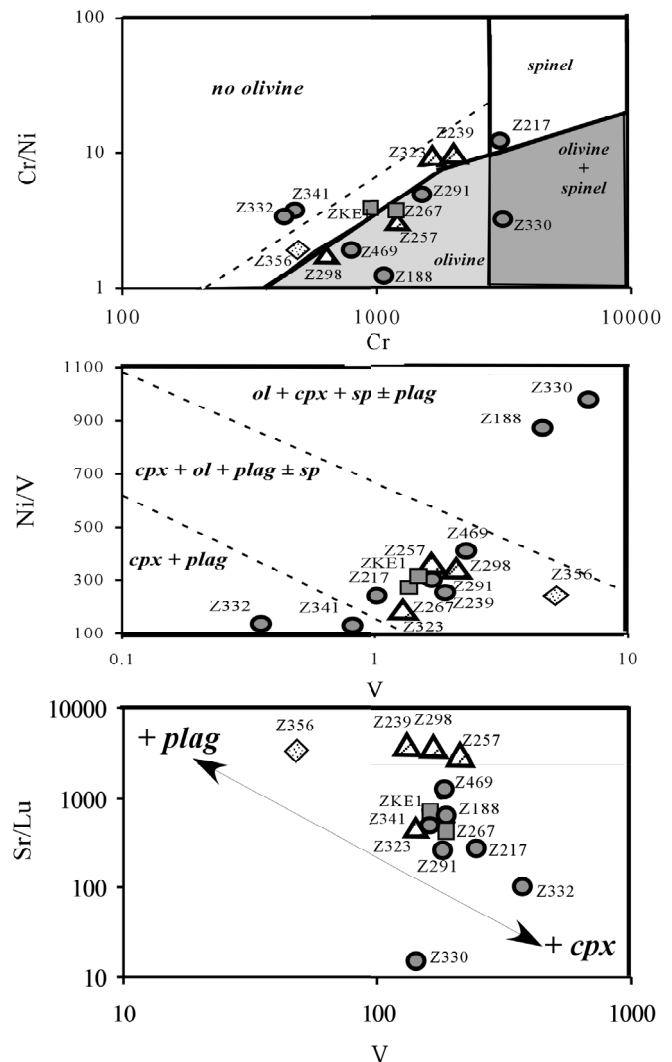 100
no olivine
spinel
Z239
Z323
Z217
Cr/Ni
10
olivine
+
spinel
Z341
Z332
ZKE1
Z291
Z267
Z257
Z330
Z356
Z469
olivine
Z298
Z188
1
100
1000
10000
Cr
1100
ol + cpx + sp ± plag
Z330
900
Z188
700
cpx + ol + plag ± sp
Ni/V
500
Z469
Z257
cpx + plag
ZKE1
Z298
300
Z217
Z356
Z291
Z332
Z341
Z267
Z239
Z323
100
0.1
1
10
V
10000
Z356
Z239
Z298
+ plag
Z257
Z469
1000
ZKE1
Z188
Z341
Sr/Lu
Z267
Z323
Z217
Z291
100
Z332
+ cpx
Z330
10
10
100
1000
V